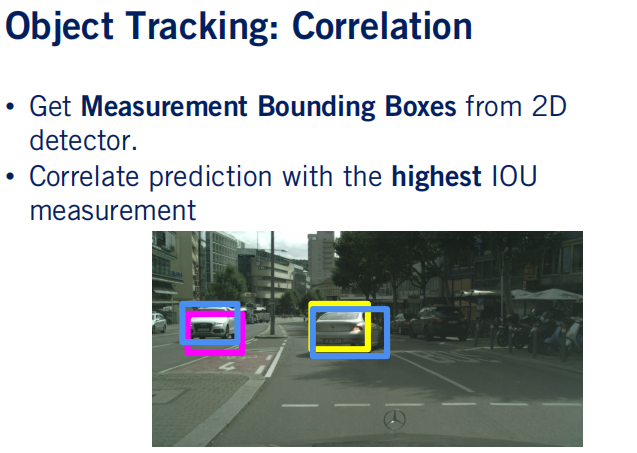 Object Tracking: Correlation
• Get Measurement Bounding Boxes from 2D
detector.
• Correlate prediction with the highest IOU
measurement